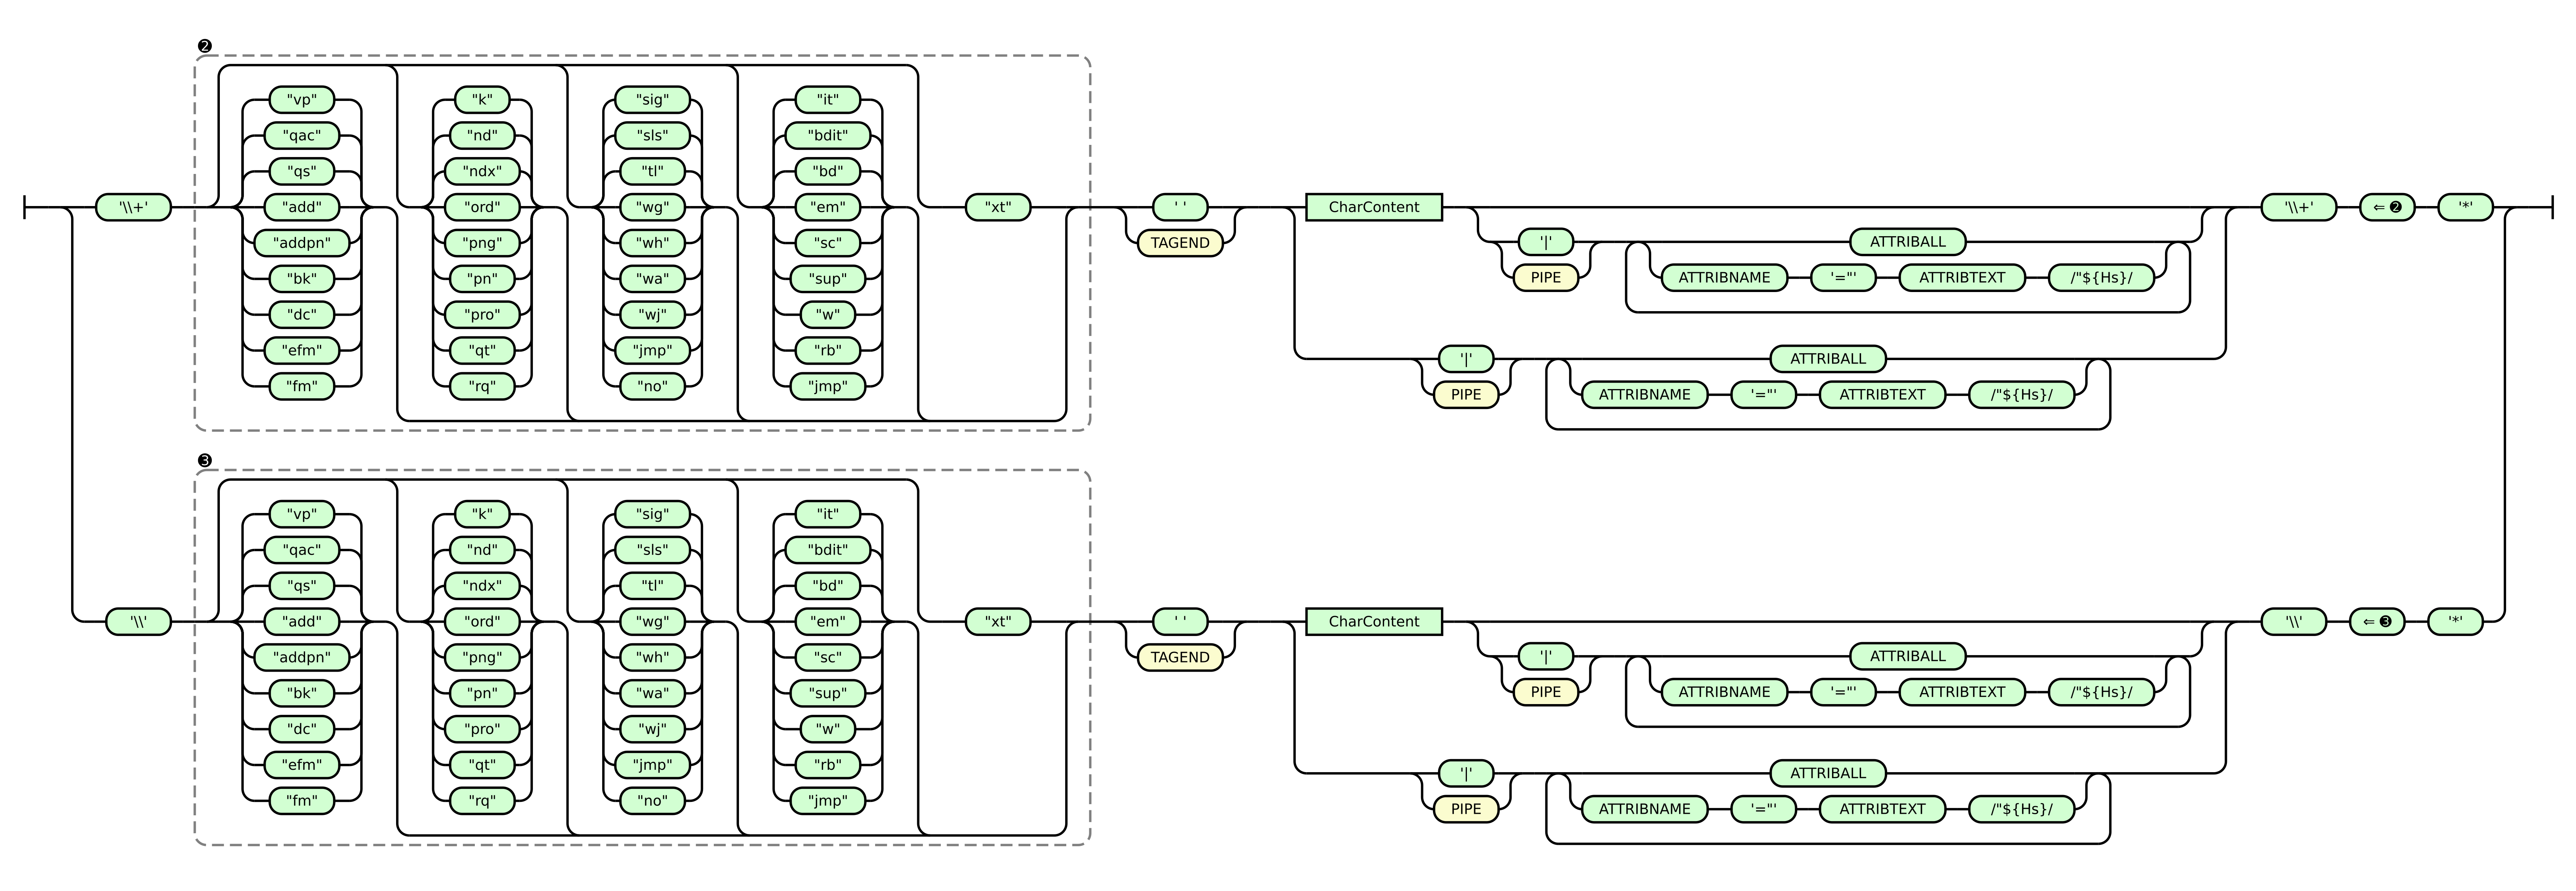 ❷
"vp" "k" "sig" "it"
"qac" "nd" "sls" "bdit"
"qs" "ndx" "tl" "bd"
'\\+' "add" "ord" "wg" "em" "xt" ' ' CharContent '\\+' ⇐ ❷ '*'
"addpn" "png" "wh" "sc" TAGEND '|' ATTRIBALL
"bk" "pn" "wa" "sup" PIPE ATTRIBNAME '="' ATTRIBTEXT /"${Hs}/
"dc" "pro" "wj" "w"
"efm" "qt" "jmp" "rb" '|' ATTRIBALL
"fm" "rq" "no" "jmp" PIPE ATTRIBNAME '="' ATTRIBTEXT /"${Hs}/
❸
"vp" "k" "sig" "it"
"qac" "nd" "sls" "bdit"
"qs" "ndx" "tl" "bd"
'\\' "add" "ord" "wg" "em" "xt" ' ' CharContent '\\' ⇐ ❸ '*'
"addpn" "png" "wh" "sc" TAGEND '|' ATTRIBALL
"bk" "pn" "wa" "sup" PIPE ATTRIBNAME '="' ATTRIBTEXT /"${Hs}/
"dc" "pro" "wj" "w"
"efm" "qt" "jmp" "rb" '|' ATTRIBALL
"fm" "rq" "no" "jmp" PIPE ATTRIBNAME '="' ATTRIBTEXT /"${Hs}/